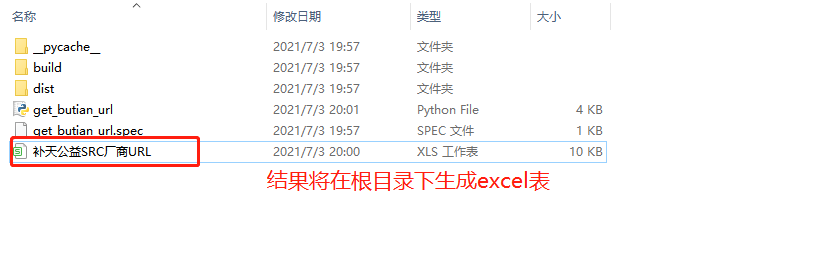 名称 修改日期 类型 大小
__pycache__ 2021/7/3 19:57 文件夹
build 2021/7/3 19:57 文件夹
dist 2021/7/3 19:57 文件夹
get_butian_url 2021/7/3 20:01 Python File 4 KB
get_butian_url.spec 2021/7/3 19:57 SPEC 文件 1 KB
补天公益SRC厂商URL 2021/7/3 20:00 XLS 工作表 10 KB
结果将在根目录下生成excel表